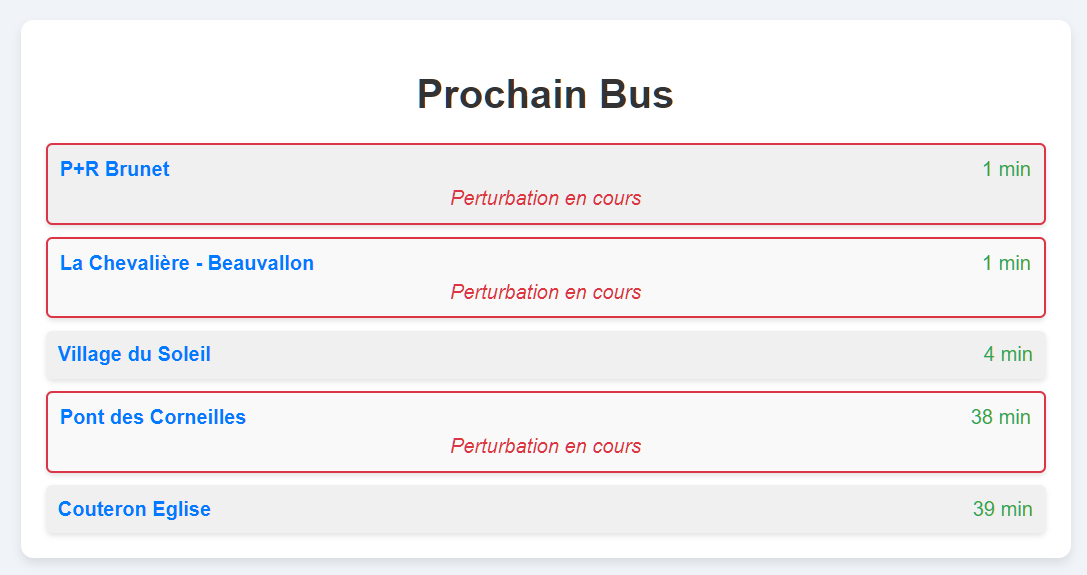 Prochain Bus
P+R Brunet 1 min
Perturbation en cours
La Chevalière - Beauvallon 1 min
Perturbation en cours
Village du Soleil 4 min
Pont des Corneilles 38 min
Perturbation en cours
Couteron Eglise 39 min